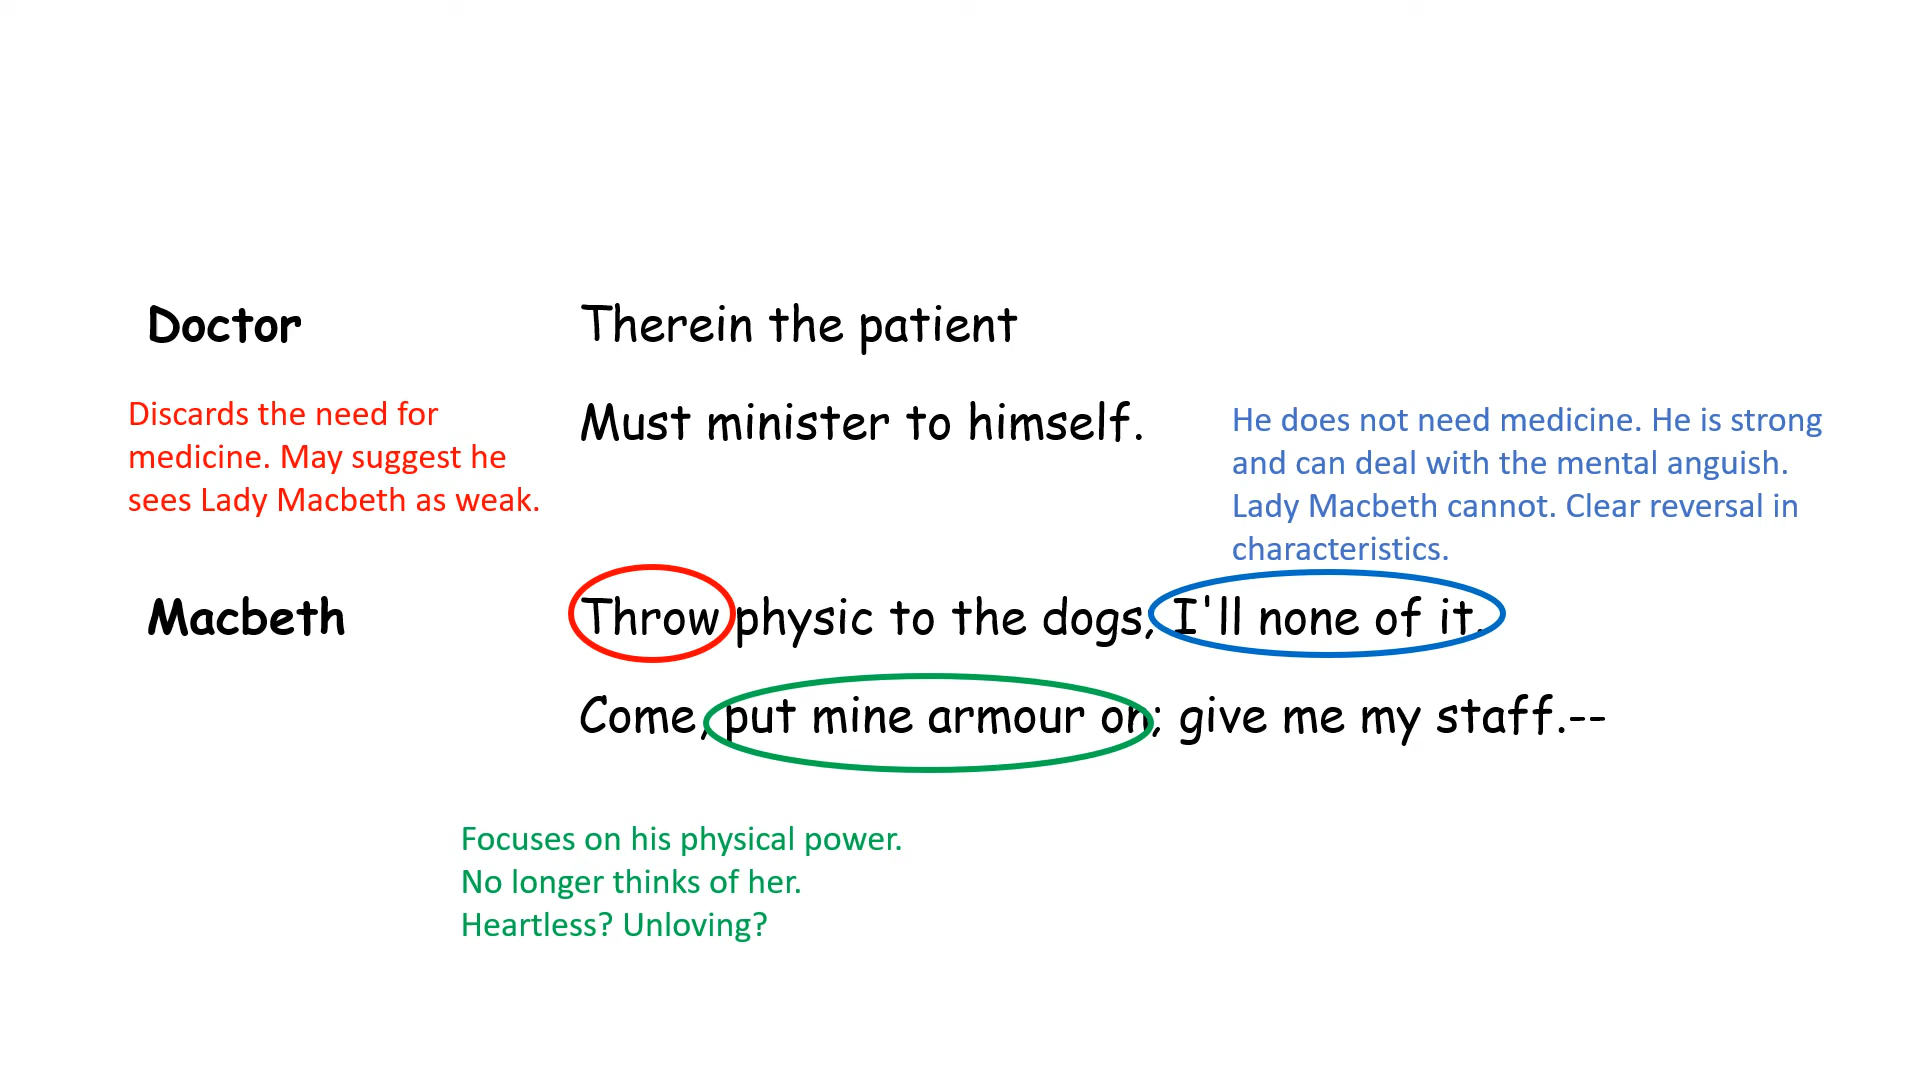 Doctor
Therein the patient
Must minister to himself.
Discards the need for
medicine. May suggest he
sees Lady Macbeth as weak.
He does not need medicine. He is strong
and can deal with the mental anguish.
Lady Macbeth cannot. Clear reversal in
characteristics.
Macbeth
Throw physic to the dogs, I'll none of it.
Come, put mine armour on; give me my staff.--
Focuses on his physical power.
No longer thinks of her.
Heartless? Unloving?